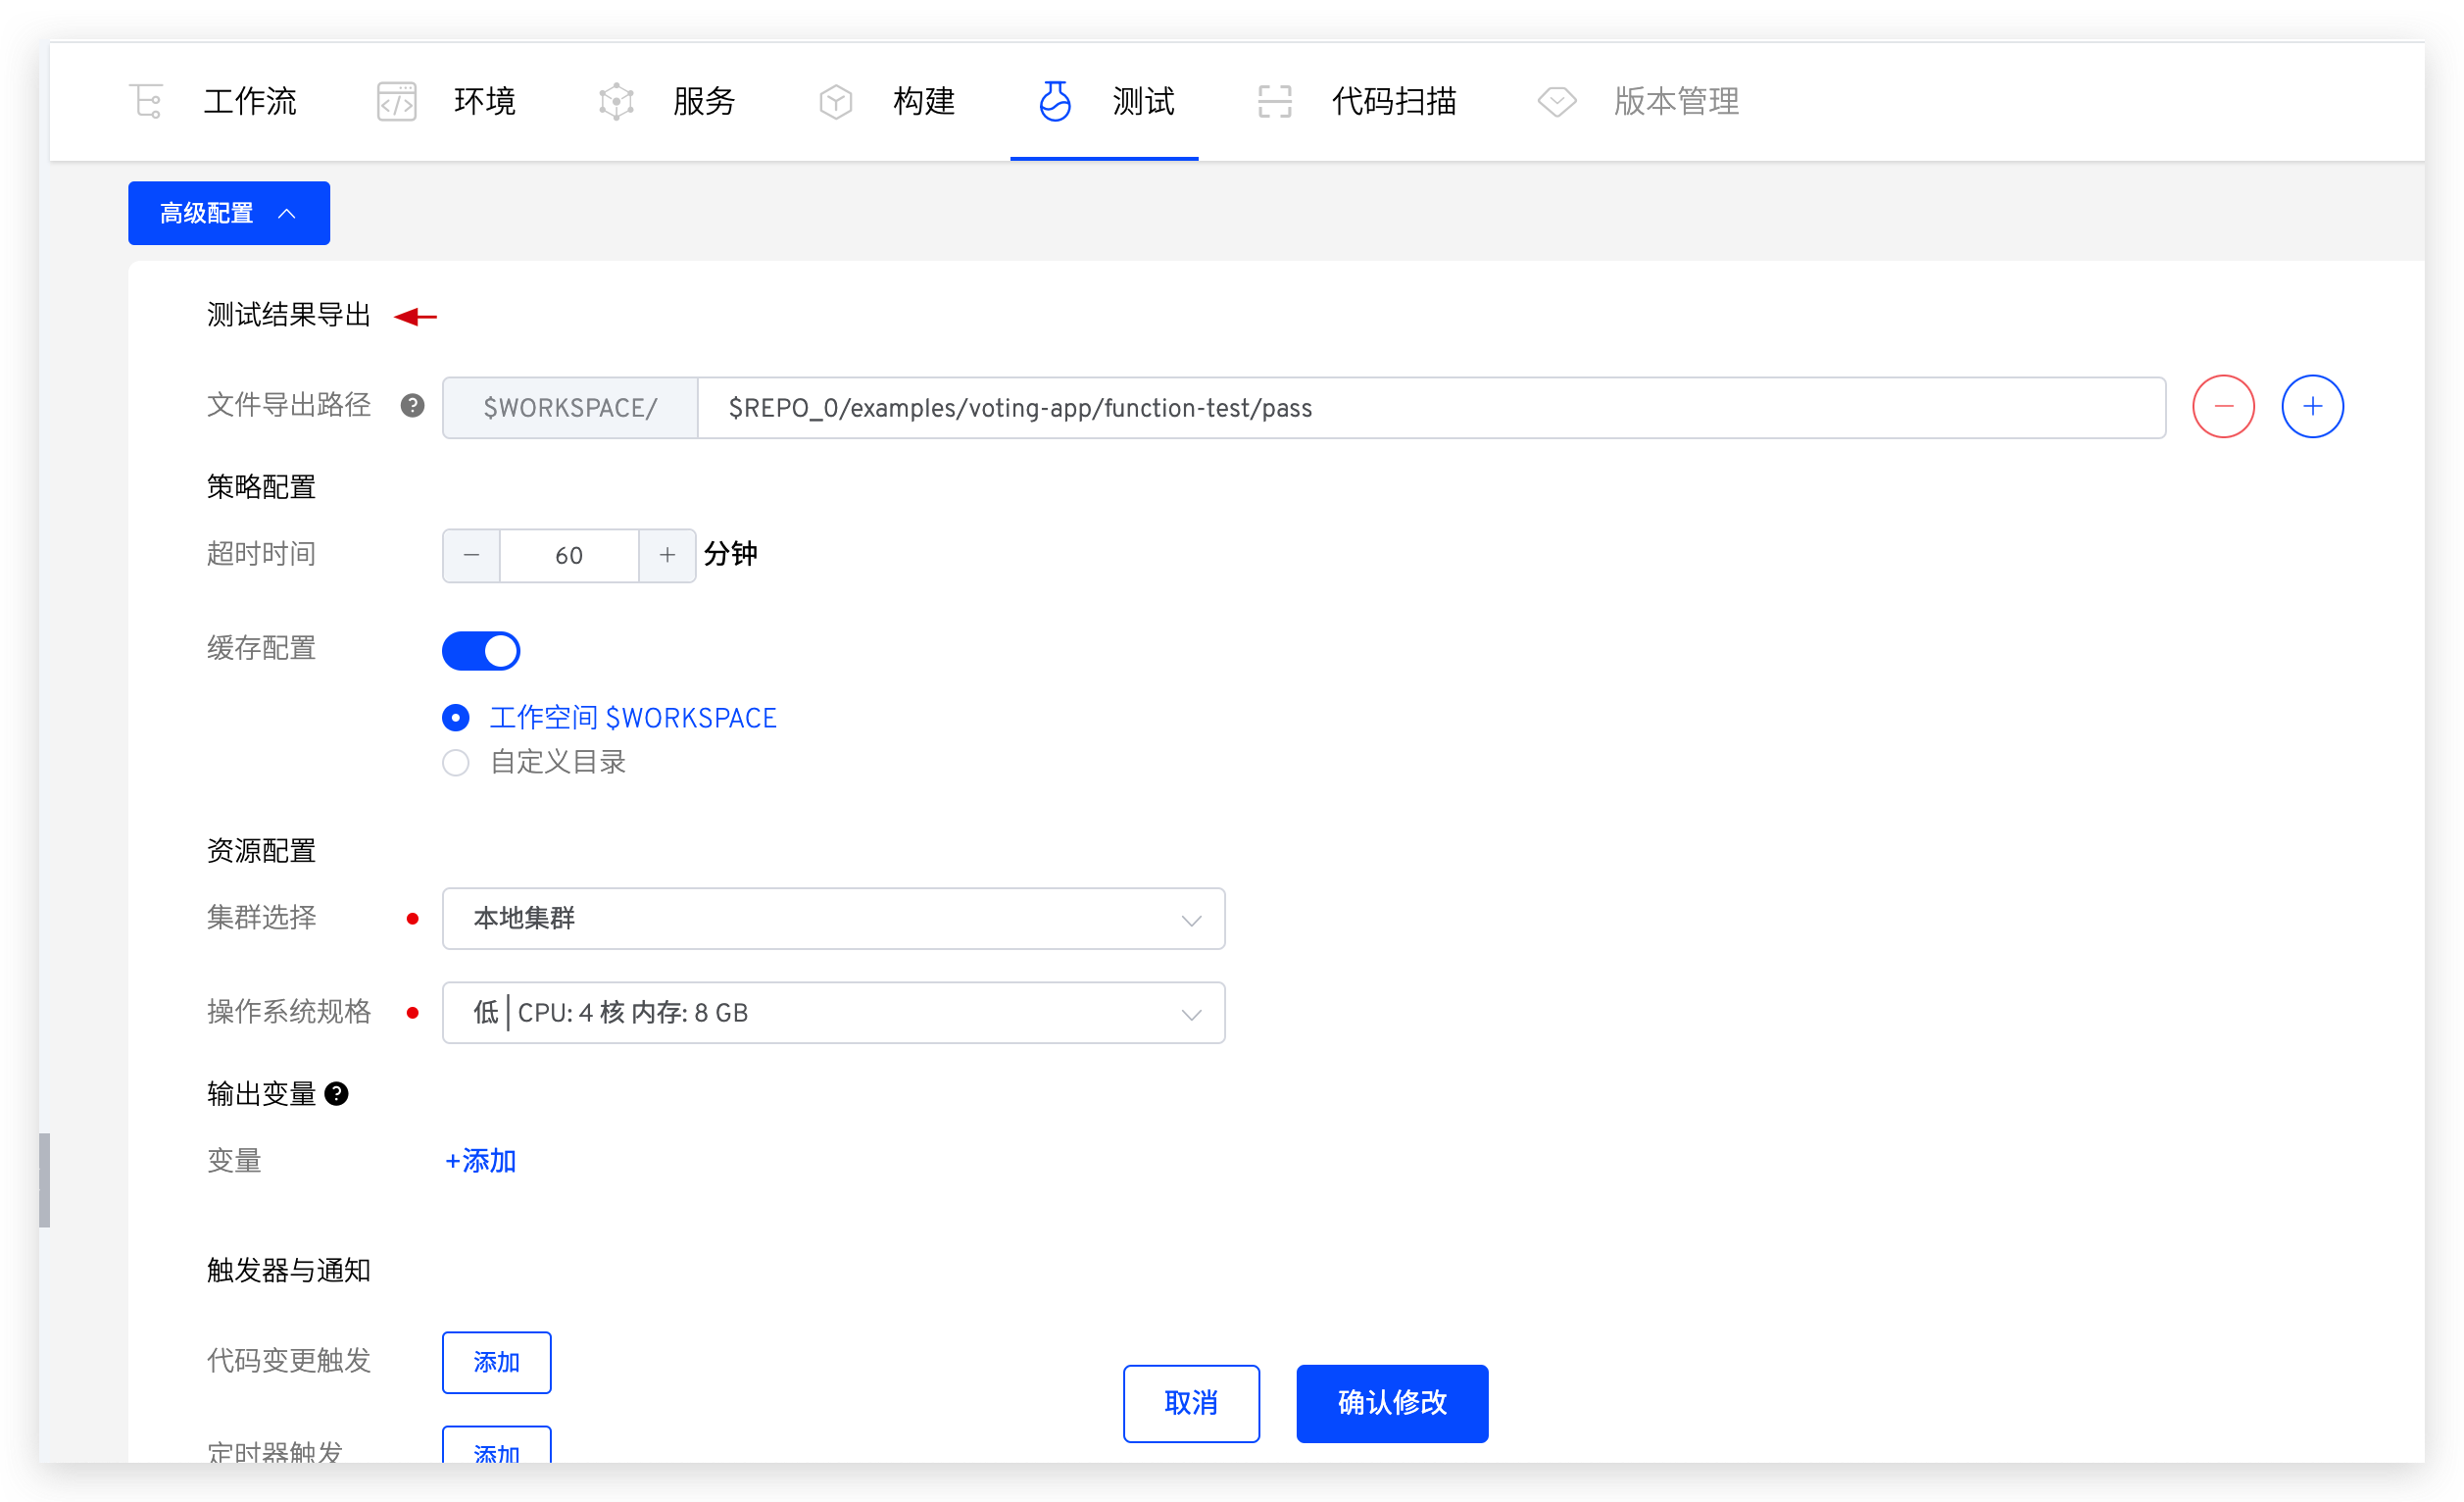 工作流 环境 服务 构建 测试 代码扫描 版本管理
高级配置
测试结果导出
文件导出路径 $WORKSPACE/ $REPO_0/examples/voting-app/function-test/pass
策略配置
超时时间 60 分钟
缓存配置
工作空间 $WORKSPACE
自定义目录
资源配置
集群选择 本地集群
操作系统规格 低 | CPU: 4 核 内存: 8 GB
输出变量
变量 +添加
触发器与通知
代码变更触发 添加
取消 确认修改
定时器触发 添加